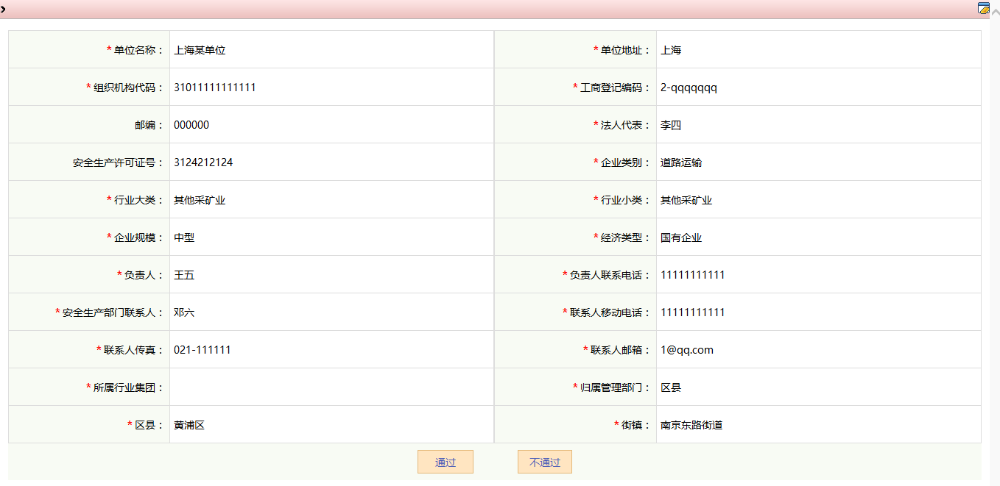 * 单位名称： 上海某单位 * 单位地址： 上海
* 组织机构代码： 31011111111111 * 工商登记编码： 2-qqqqqqq
邮编： 000000 * 法人代表： 李四
安全生产许可证号： 3124212124 * 企业类别： 道路运输
* 行业大类： 其他采矿业 * 行业小类： 其他采矿业
* 企业规模： 中型 * 经济类型： 国有企业
* 负责人： 王五 * 负责人联系电话： 11111111111
* 安全生产部门联系人： 邓六 * 联系人移动电话： 11111111111
* 联系人传真： 021-111111 * 联系人邮箱： 1@qq.com
* 所属行业集团： * 归属管理部门： 区县
* 区县： 黄浦区 * 街镇： 南京东路街道
通过 不通过